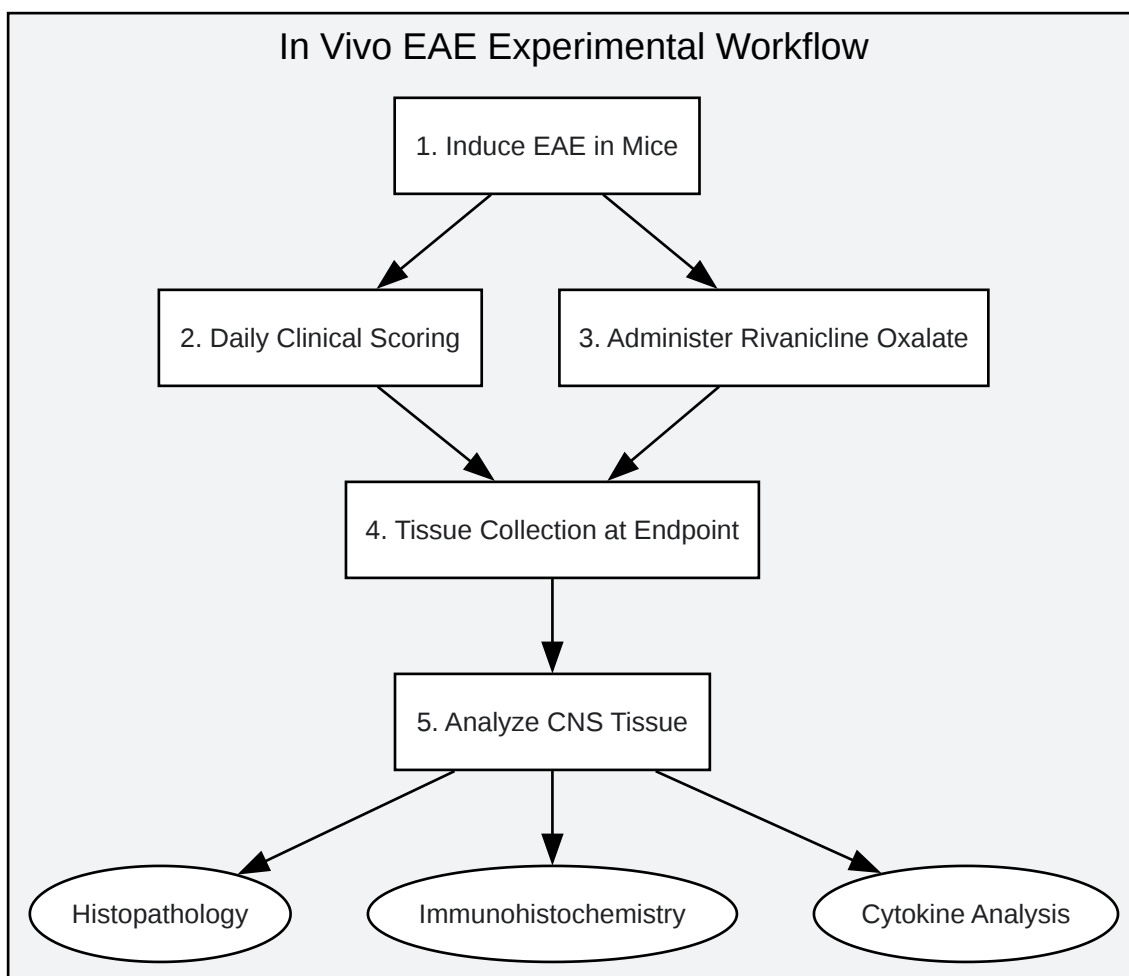 In Vivo EAE Experimental Workflow
1. Induce EAE in Mice
2. Daily Clinical Scoring
3. Administer Rivanicline Oxalate
4. Tissue Collection at Endpoint
5. Analyze CNS Tissue
Histopathology
Immunohistochemistry
Cytokine Analysis